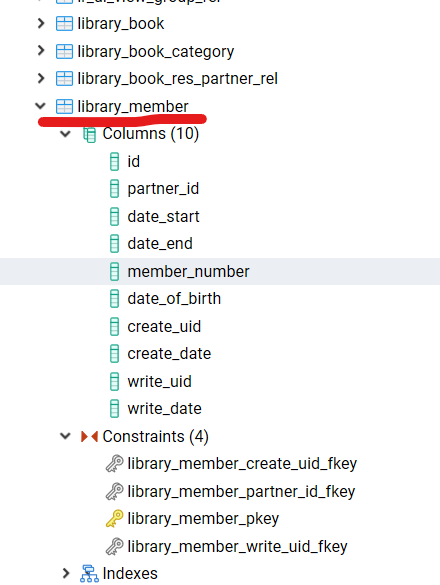 library_book
library_book_category
library_book_res_partner_rel
library_member
Columns (10)
id
partner_id
date_start
date_end
member_number
date_of_birth
create_uid
create_date
write_uid
write_date
Constraints (4)
library_member_create_uid_fkey
library_member_partner_id_fkey
library_member_pkey
library_member_write_uid_fkey
Indexes